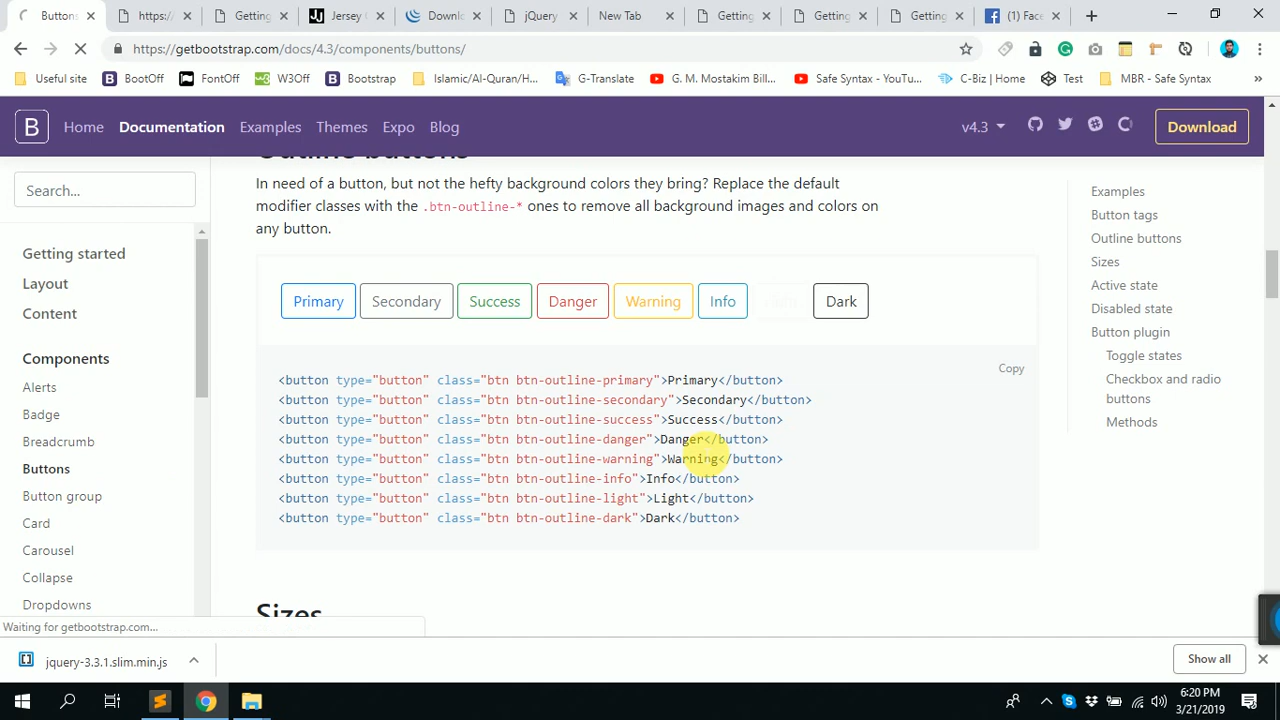 Buttons
https://
Getting
Jersey
Downl
jQuery
New Tab
Getting
Getting
Getting
(1) Face
https://getbootstrap.com/docs/4.3/components/buttons/
Useful site
BootOff
FontOff
W3Off
Bootstrap
Islamic/Al-Quran/H...
G-Translate
G. M. Mostakim Bill...
Safe Syntax - YouTu...
C-Biz | Home
Test
MBR - Safe Syntax
»
B
Home
Documentation
Examples
Themes
Expo
Blog
v4.3
Download
Search...
Getting started
Layout
Content
Components
Alerts
Badge
Breadcrumb
Buttons
Button group
Card
Carousel
Collapse
Dropdowns
Outline buttons
In need of a button, but not the hefty background colors they bring? Replace the default
modifier classes with the .btn-outline-* ones to remove all background images and colors on
any button.
Primary
Secondary
Success
Danger
Warning
Info
Light
Dark
Copy
<button type="button" class="btn btn-outline-primary">Primary</button>
<button type="button" class="btn btn-outline-secondary">Secondary</button>
<button type="button" class="btn btn-outline-success">Success</button>
<button type="button" class="btn btn-outline-danger">Danger</button>
<button type="button" class="btn btn-outline-warning">Warning</button>
<button type="button" class="btn btn-outline-info">Info</button>
<button type="button" class="btn btn-outline-light">Light</button>
<button type="button" class="btn btn-outline-dark">Dark</button>
Sizes
Examples
Button tags
Outline buttons
Sizes
Active state
Disabled state
Button plugin
Toggle states
Checkbox and radio
buttons
Methods
Waiting for getbootstrap.com...
jquery-3.3.1.slim.min.js
Show all
6:20 PM
3/21/2019